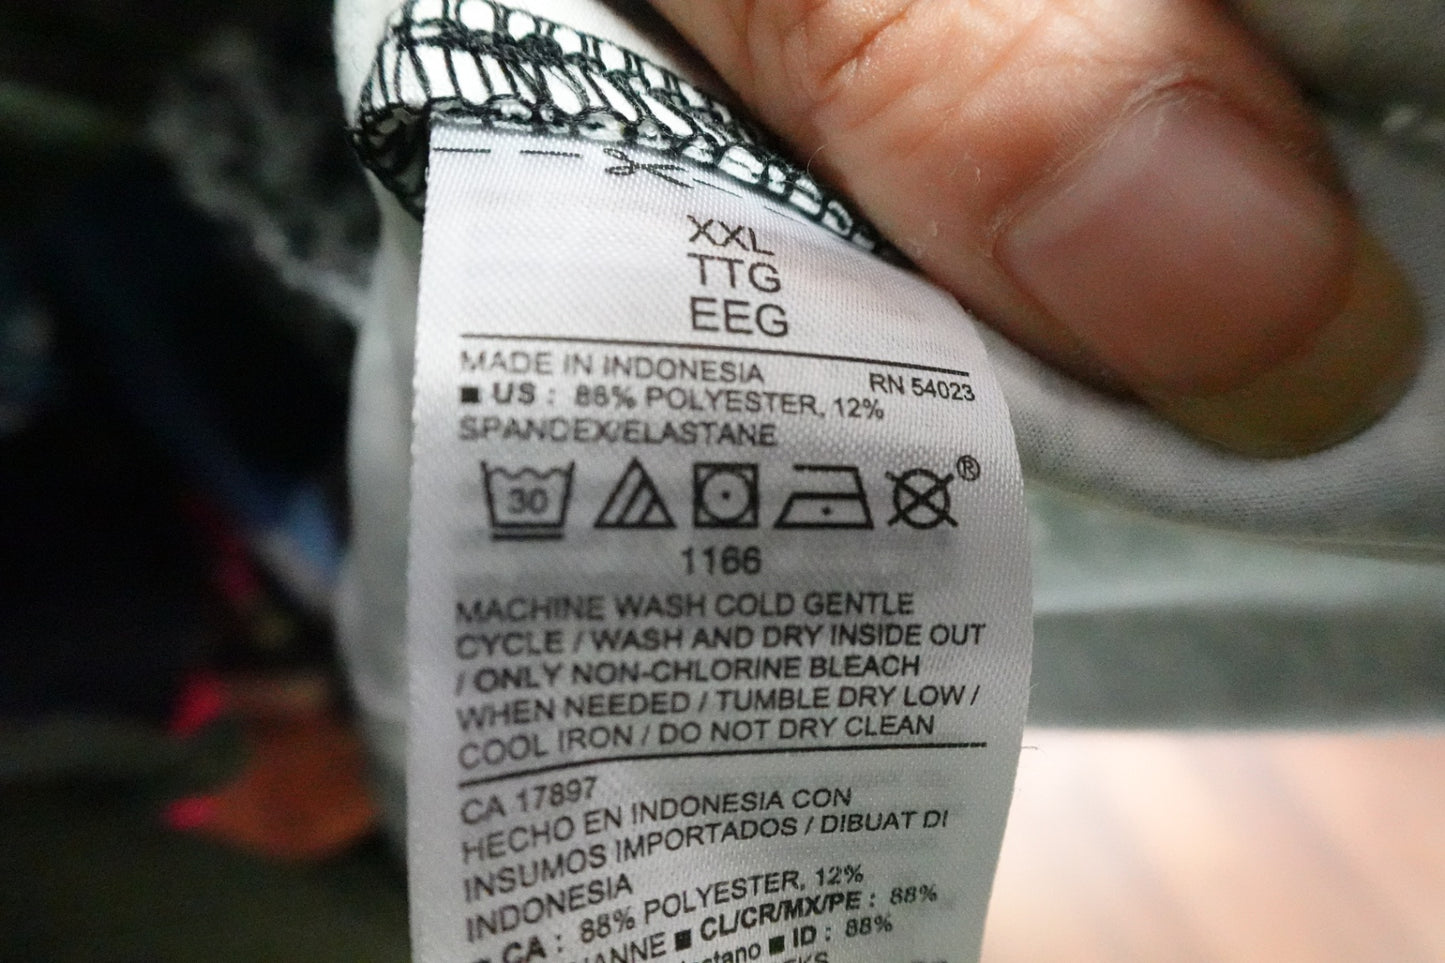 XXL
TTG
EEG
MADE IN INDONESIA
RN 54023
■ US : 88% POLYESTER, 12%
SPANDEX/ELASTANE
30
®
1166
MACHINE WASH COLD GENTLE
CYCLE / WASH AND DRY INSIDE OUT
/ ONLY NON-CHLORINE BLEACH
WHEN NEEDED / TUMBLE DRY LOW /
COOL IRON / DO NOT DRY CLEAN
CA 17897
HECHO EN INDONESIA CON
INSUMOS IMPORTADOS / DIBUAT DI
INDONESIA
■ CA : 88% POLYESTER, 12%
■ CL/CR/MX/PE : 88%
■ ID : 88%